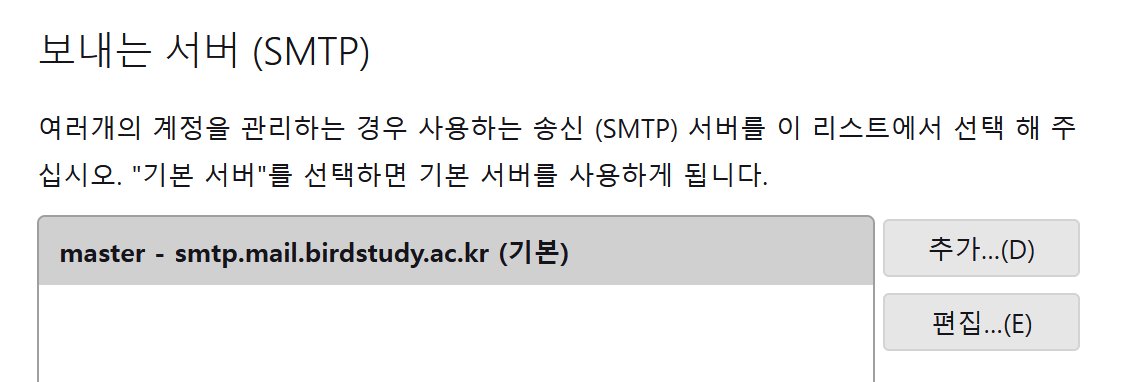 보내는 서버 (SMTP)
여러개의 계정을 관리하는 경우 사용하는 송신 (SMTP) 서버를 이 리스트에서 선택 해 주
십시오. "기본 서버"를 선택하면 기본 서버를 사용하게 됩니다.
master - smtp.mail.birdstudy.ac.kr (기본)
추가...(D)
편집...(E)